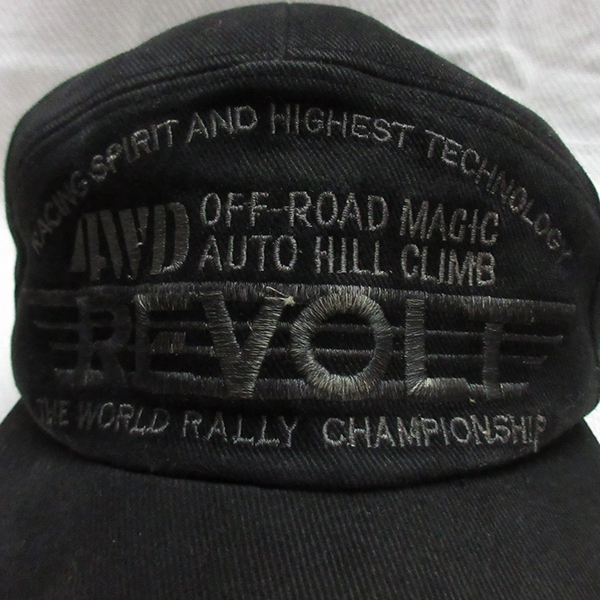 RACING SPIRIT AND HIGHEST TECHNOLOGY
4WD OFF-ROAD MAGIC
AUTO HILL CLIMB
REVOLT
THE WORLD RALLY CHAMPIONSHIP